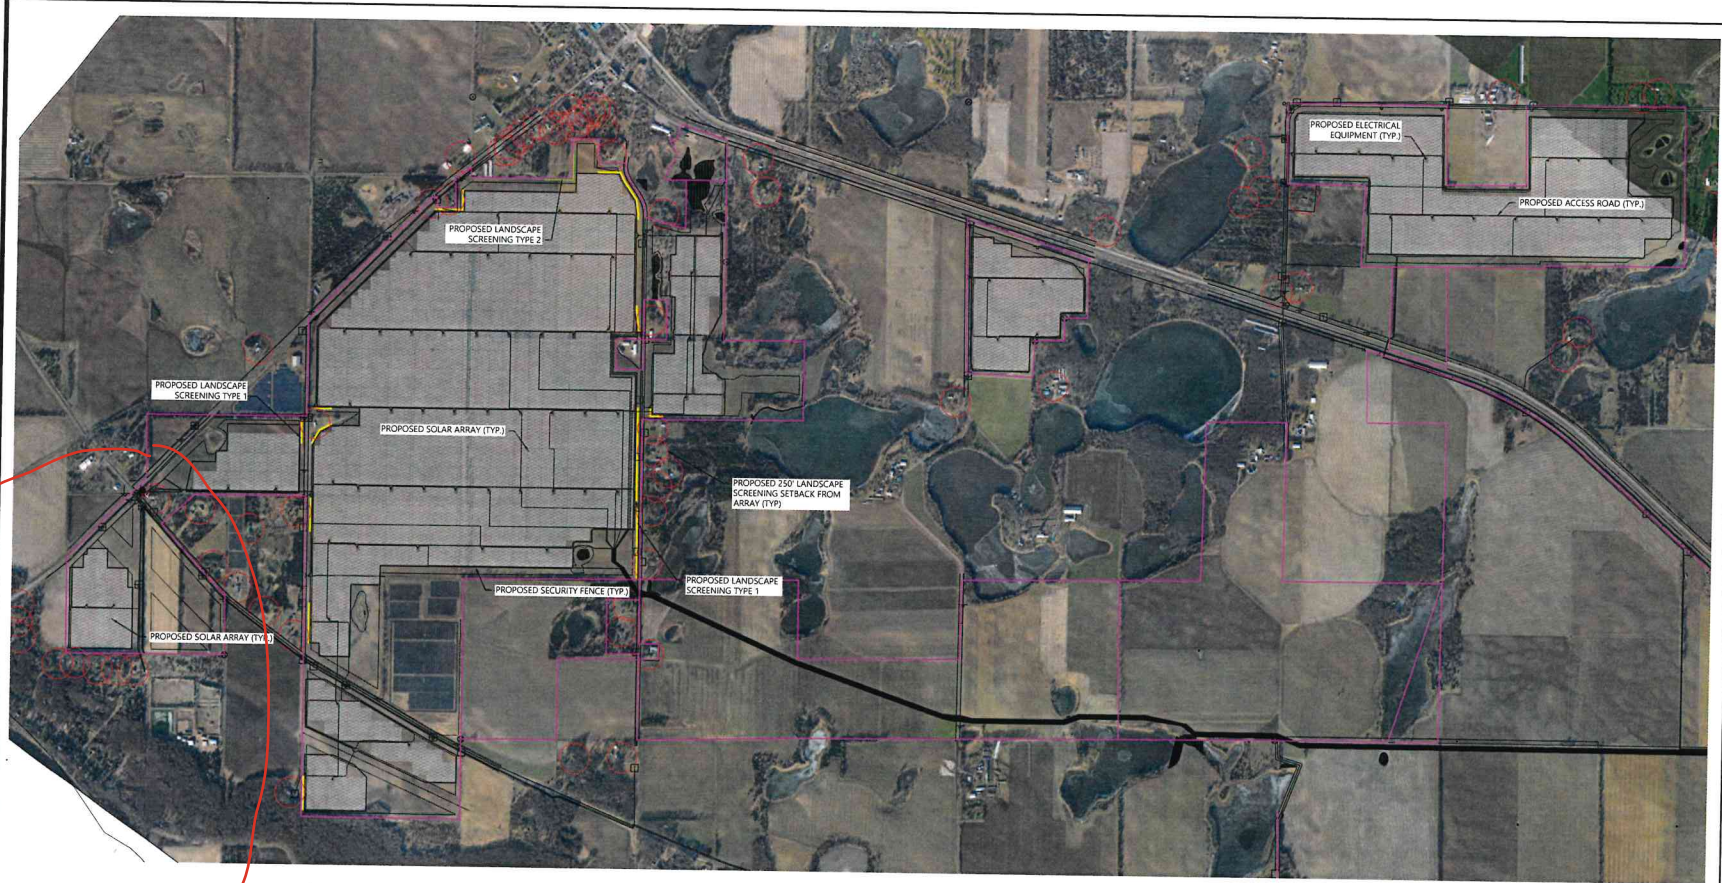 PROPOSED ELECTRICAL
EQUIPMENT (TYP.)
PROPOSED ACCESS ROAD (TYP.)
PROPOSED LANDSCAPE
SCREENING TYPE 2
PROPOSED LANDSCAPE
SCREENING TYPE 1
PROPOSED SOLAR ARRAY (TYP.)
PROPOSED 250' LANDSCAPE
SCREENING SETBACK FROM
ARRAY (TYP)
PROPOSED LANDSCAPE
SCREENING TYPE 1
PROPOSED SECURITY FENCE (TYP.)
PROPOSED SOLAR ARRAY (TYP.)